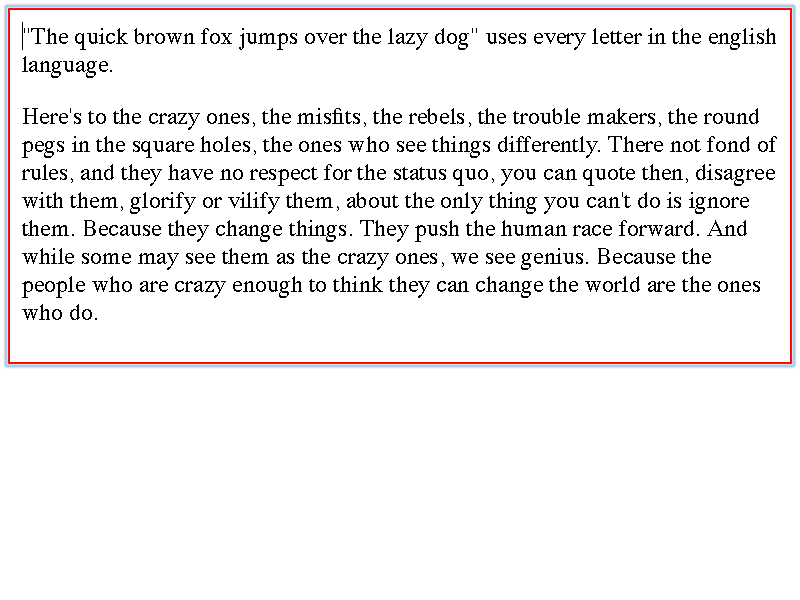 "The quick brown fox jumps over the lazy dog" uses every letter in the english
language.
Here's to the crazy ones, the misfits, the rebels, the trouble makers, the round
pegs in the square holes, the ones who see things differently. There not fond of
rules, and they have no respect for the status quo, you can quote then, disagree
with them, glorify or vilify them, about the only thing you can't do is ignore
them. Because they change things. They push the human race forward. And
while some may see them as the crazy ones, we see genius. Because the
people who are crazy enough to think they can change the world are the ones
who do.